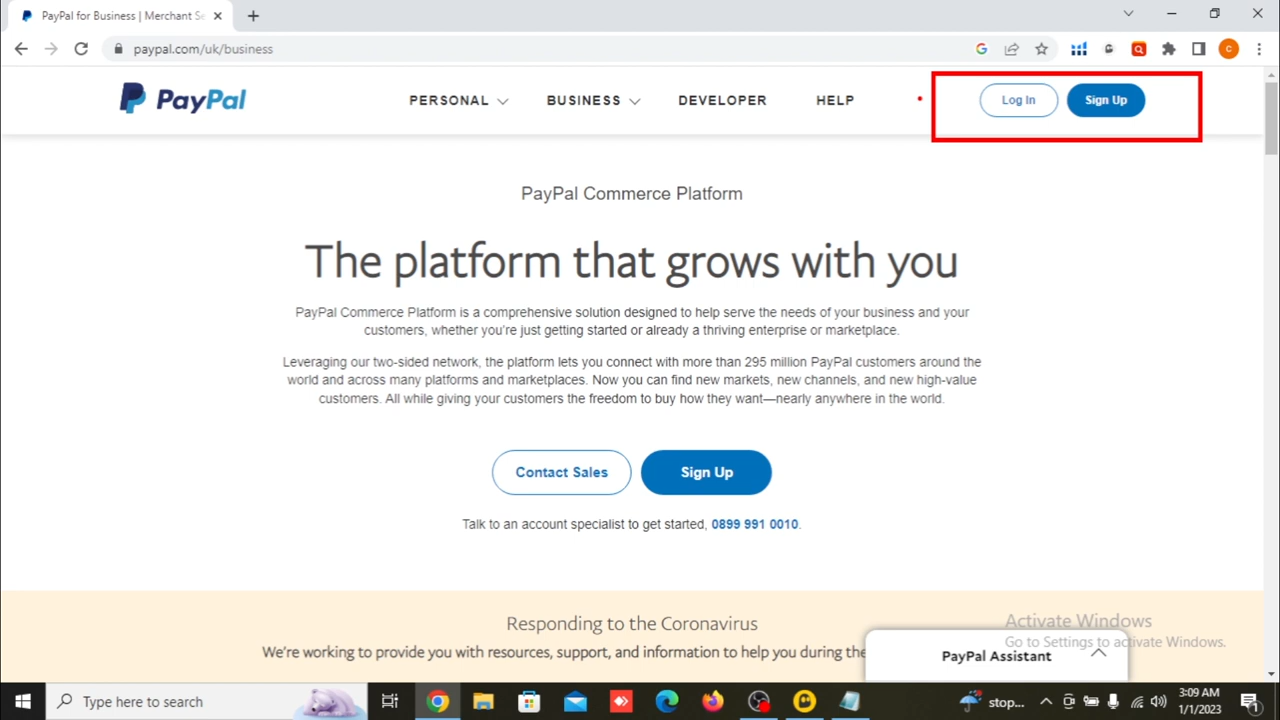 PayPal for Business | Merchant Se
paypal.com/uk/business
PayPal
PERSONAL
BUSINESS
DEVELOPER
HELP
Log In
Sign Up
PayPal Commerce Platform
The platform that grows with you
PayPal Commerce Platform is a comprehensive solution designed to help serve the needs of your business and your
customers, whether you're just getting started or already a thriving enterprise or marketplace.
Leveraging our two-sided network, the platform lets you connect with more than 295 million PayPal customers around the
world and across many platforms and marketplaces. Now you can find new markets, new channels, and new high-value
customers. All while giving your customers the freedom to buy how they want—nearly anywhere in the world.
Contact Sales
Sign Up
Talk to an account specialist to get started, 0899 991 0010.
Responding to the Coronavirus
We're working to provide you with resources, support, and information to help you during the
Activate Windows
Go to Settings to activate Windows.
PayPal Assistant
Type here to search
stop...
3:09 AM
1/1/2023